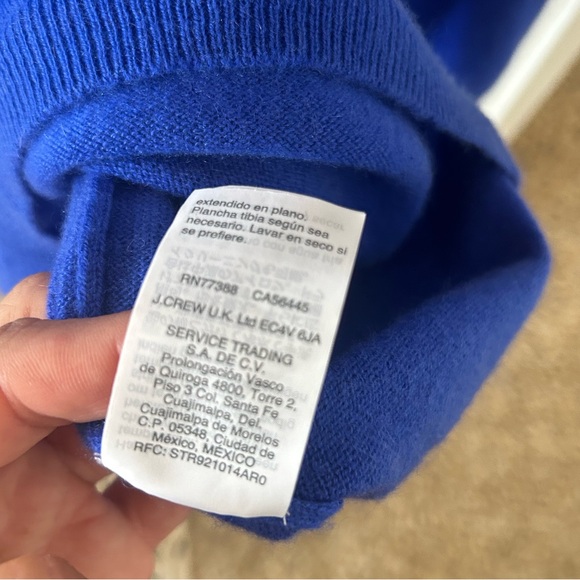 extendido en plano.
Plancha tibia según sea
necesario. Lavar en seco si
se prefiere.
RN77388 CA56445
J.CREW U.K. Ltd EC4V 6JA
SERVICE TRADING
S.A. DE C.V.
Prolongación Vasco
de Quiroga 4800, Torre 2,
Piso 3 Col. Santa Fe
Cuajimalpa, Del.
Cuajimalpa de Morelos
C.P. 05348, Ciudad de
México, MÉXICO
RFC: STR921014AR0